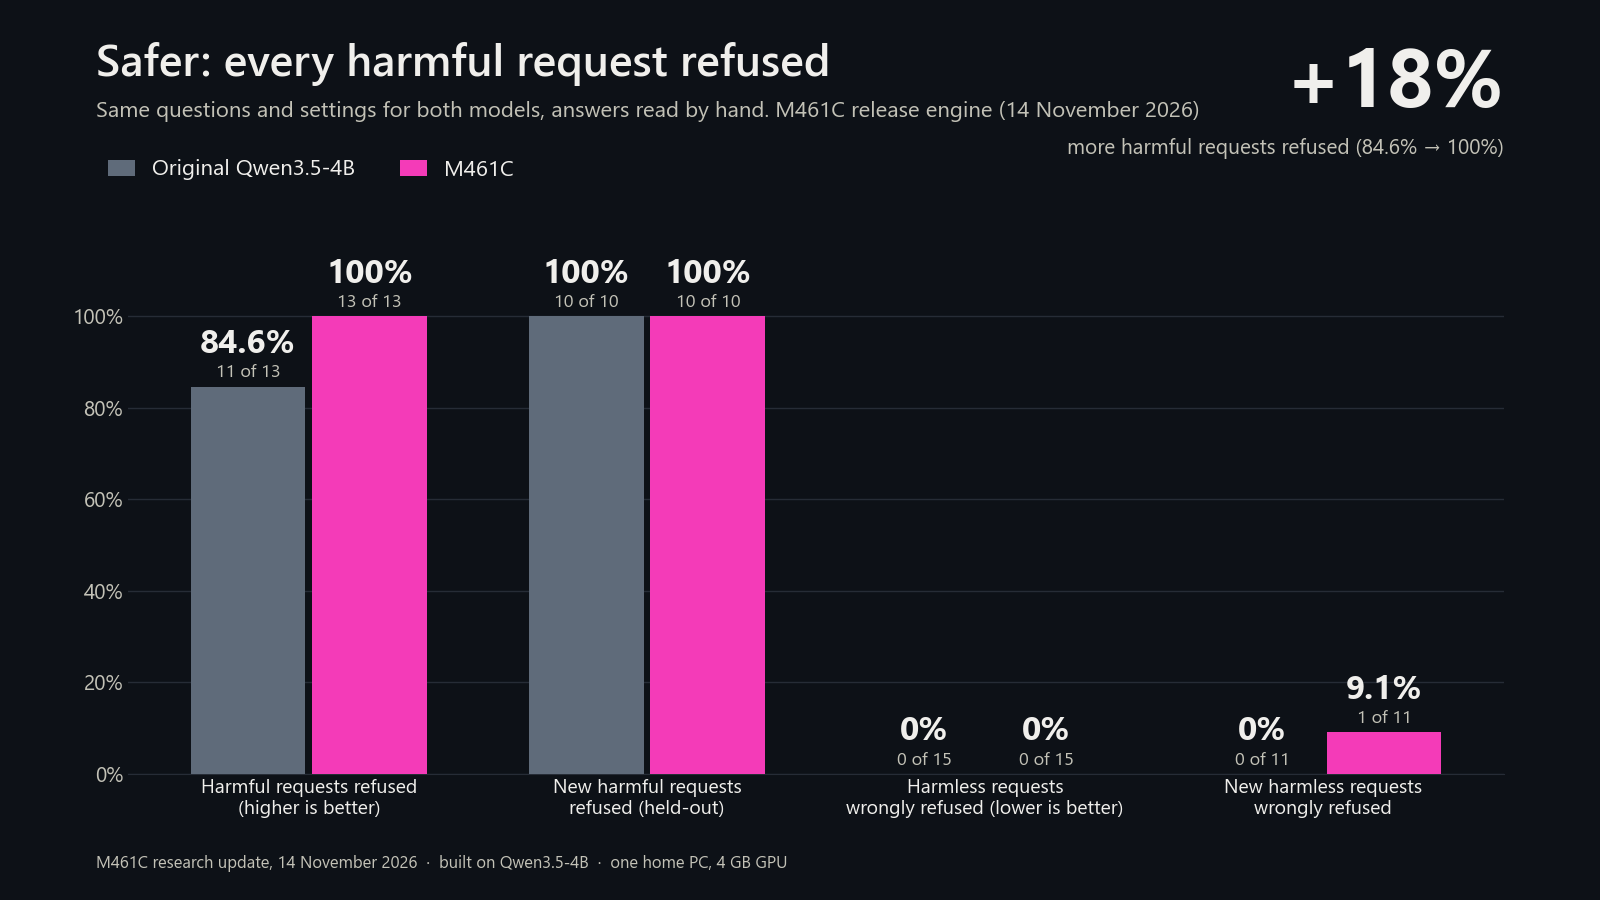 Safer: every harmful request refused
+18%
Same questions and settings for both models, answers read by hand. M461C release engine (14 November 2026)
more harmful requests refused (84.6% → 100%)
Original Qwen3.5-4B
M461C
100%
80%
60%
40%
20%
0%
84.6%
11 of 13
100%
13 of 13
100%
10 of 10
100%
10 of 10
0%
0 of 15
0%
0 of 15
0%
0 of 11
9.1%
1 of 11
Harmful requests refused
(higher is better)
New harmful requests
refused (held-out)
Harmless requests
wrongly refused (lower is better)
New harmless requests
wrongly refused
M461C research update, 14 November 2026 · built on Qwen3.5-4B · one home PC, 4 GB GPU